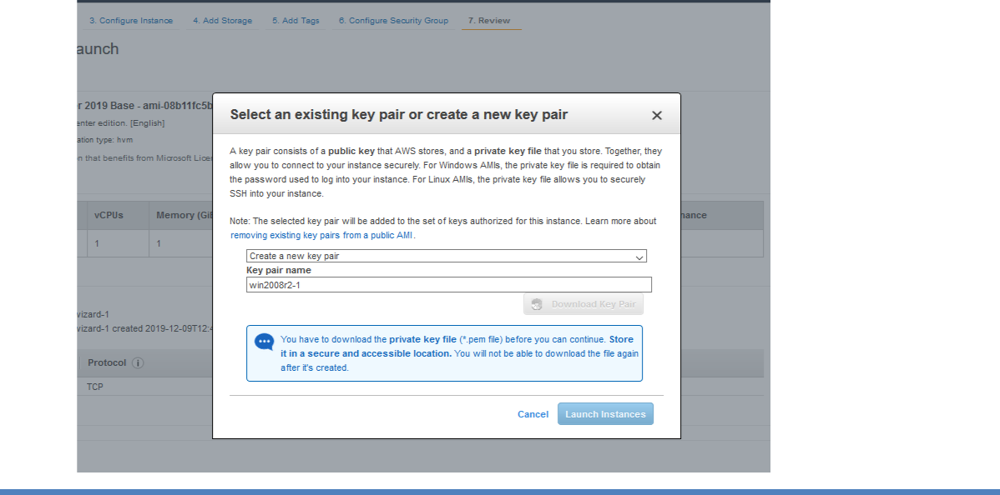 3. Configure Instance 4. Add Storage 5. Add Tags 6. Configure Security Group 7. Review
aunch
r 2019 Base - ami-08b11fc5b
enter edition. [English]
ation type: hvm
n that benefits from Microsoft Licen
vCPUs Memory (GiB nance
1 1
wizard-1
wizard-1 created 2019-12-09T12:4
Protocol i
TCP
Select an existing key pair or create a new key pair
A key pair consists of a public key that AWS stores, and a private key file that you store. Together, they
allow you to connect to your instance securely. For Windows AMIs, the private key file is required to obtain
the password used to log into your instance. For Linux AMIs, the private key file allows you to securely
SSH into your instance.
Note: The selected key pair will be added to the set of keys authorized for this instance. Learn more about
removing existing key pairs from a public AMI.
Create a new key pair
Key pair name
win2008r2-1
Download Key Pair
You have to download the private key file (*.pem file) before you can continue. Store
it in a secure and accessible location. You will not be able to download the file again
after it's created.
Cancel Launch Instances